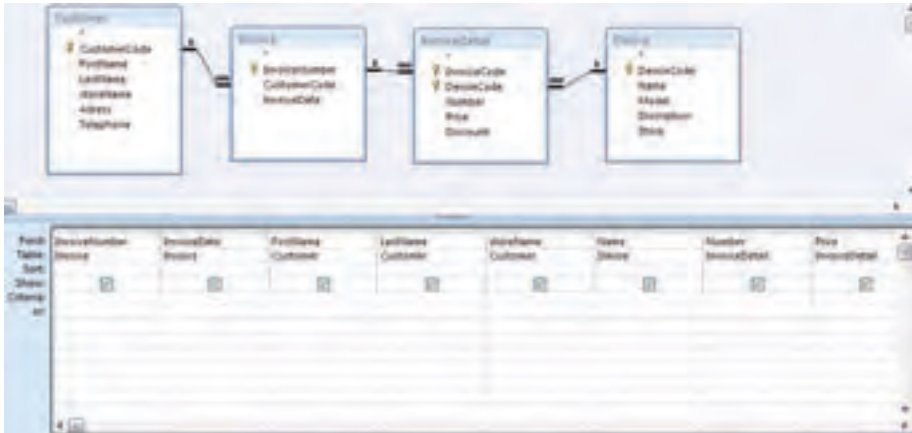 Customer
CustomerCode
FirstName
LastName
storeName
Adress
Telephone
Invoice
InvoiceNumber
CustomerCode
InvoiceDate
InvoiceDetail
InvoiceCode
DeviceCode
Number
Price
Discount
Device
DeviceCode
Name
Model
Description
Field: InvoiceNumber InvoiceDate FirstName LastName storeName Name Number Price
Table: Invoice Invoice Customer Customer Customer Device InvoiceDetail InvoiceDetail
Sort:
Show:
Criteria:
or: